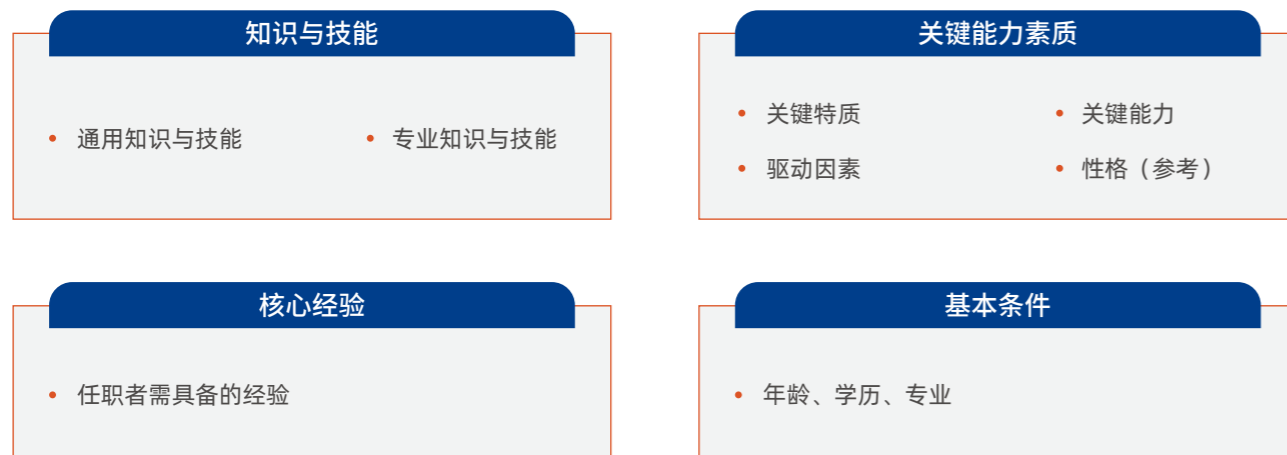 知识与技能
• 通用知识与技能
• 专业知识与技能
关键能力素质
• 关键特质
• 关键能力
• 驱动因素
• 性格（参考）
核心经验
• 任职者需具备的经验
基本条件
• 年龄、学历、专业